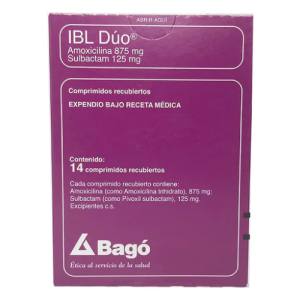 ABRIR AQUÍ
IBL Dúo®
Amoxicilina 875 mg
Sulbactam 125 mg
Comprimidos recubiertos
EXPENDIO BAJO RECETA MÉDICA
Contenido:
14 comprimidos recubiertos
Cada comprimido recubierto contiene:
Amoxicilina (como Amoxicilina trihidrato), 875 mg;
Sulbactam (como Pivoxil sulbactam), 125 mg.
Excipientes c.s.
Bagó
Ética al servicio de la salud